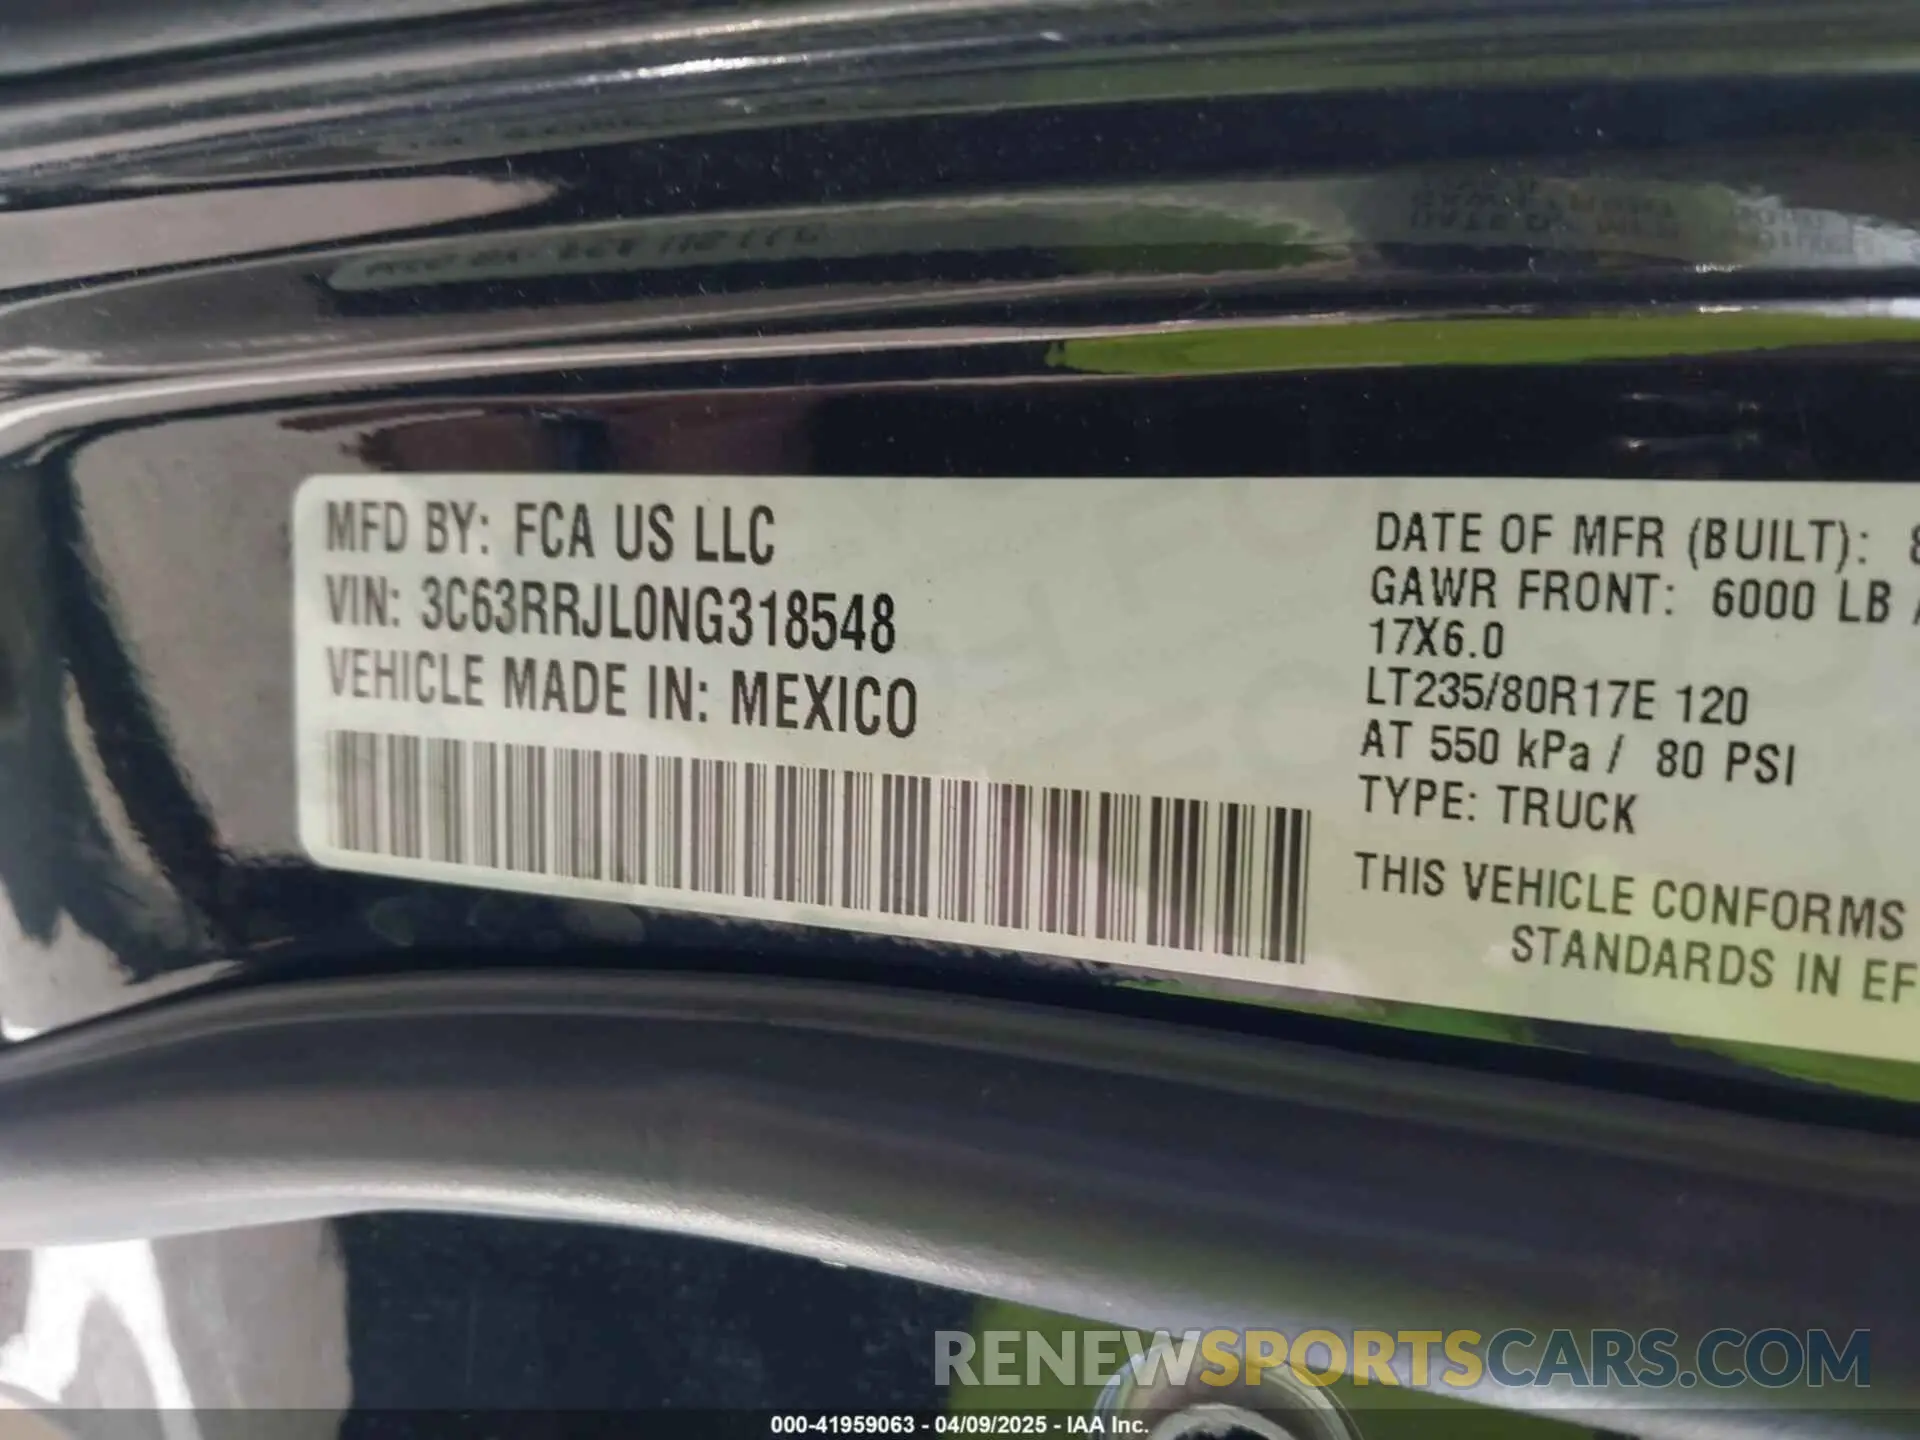 MFD BY: FCA US LLC
VIN: 3C63RRJL0NG318548
VEHICLE MADE IN: MEXICO
DATE OF MFR (BUILT):
GAWR FRONT: 6000 LB
17X6.0
LT235/80R17E 120
AT 550 kPa / 80 PSI
TYPE: TRUCK
THIS VEHICLE CONFORMS
STANDARDS IN EF
RENEWSPORTSCARS.COM
000-41959063 - 04/09/2025 - IAA Inc.